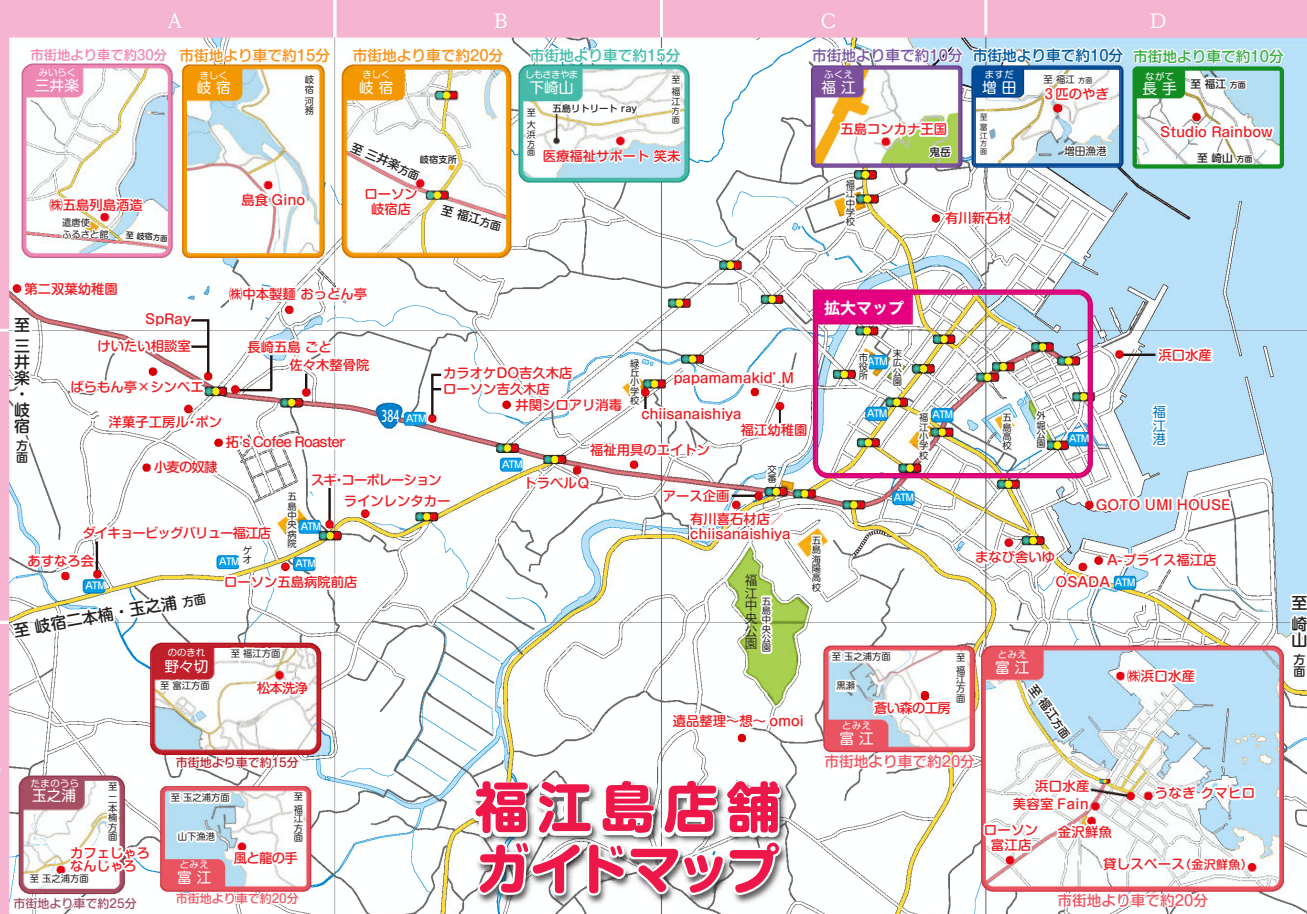 A
B
C
D
市街地より車で約30分
みいらく
三井楽
㈱五島列島酒造
遣唐使
ふるさと館
至 岐宿方面
市街地より車で約15分
きしく
岐宿
岐宿 河務
島食 Gino
市街地より車で約20分
きしく
岐宿
岐宿支所
至 三井楽方面
ローソン
岐宿店
至 福江方面
市街地より車で約15分
しもさきやま
下崎山
至 福江方面
五島リトリート ray
至 大浜方面
医療福祉サポート 笑未
市街地より車で約10分
ふくえ
福江
五島コンカナ王国
鬼岳
市街地より車で約10分
ますだ
増田
至 福江 方面
3匹のやぎ
至 富江 方面
増田漁港
市街地より車で約10分
ながて
長手
至 福江 方面
Studio Rainbow
至 崎山 方面
福江中学校
有川新石材
第二双葉幼稚園
㈱中本製麺 おっどん亭
拡大マップ
SpRay
至 三井楽・岐宿 方面
けいたい相談室
長崎五島 ごと
佐々木整骨院
ばらもん亭×シンペエ
洋菓子工房ル・ポン
カラオケDO吉久木店
ローソン吉久木店
384
ATM
井関シロアリ消毒
緑丘小学校
papamamakid'.M
chiisanaishiya
福江幼稚園
市役所
ATM
末広公園
ATM
福江小学校
ATM
五島高校
外堀公園
ATM
浜口水産
福江港
拓's Cofee Roaster
小麦の奴隷
福祉用具のエイトン
ATM
トラベルQ
スギ・コーポレーション
ラインレンタカー
交番
アース企画
ATM
有川喜石材店
chiisanaishiya
GOTO UMI HOUSE
五島中央病院
ATM
ダイキョービッグバリュー福江店
ATM
ゲオ
ATM
あすなろ会
ATM
ローソン五島病院前店
五島海陽高校
まなび舎いゆ
A-プライス福江店
OSADA
ATM
至 岐宿二本楠・玉之浦 方面
福江中央公園
五島中央公園
至 崎山 方面
ののきれ
野々切
至 福江方面
至 富江方面
松本洗浄
市街地より車で約15分
至 玉之浦方面
至 福江方面
黒瀬
蒼い森の工房
とみえ
富江
市街地より車で約20分
遺品整理～想～ omoi
とみえ
富江
㈱浜口水産
至 福江方面
浜口水産
うなぎ クマヒロ
美容室 Fain
金沢鮮魚
ローソン
富江店
貸しスペース(金沢鮮魚)
市街地より車で約20分
たまのうら
玉之浦
至 二本楠方面
カフェじゃろ
なんじゃろ
至 玉之浦方面
市街地より車で約25分
至 玉之浦方面
至 福江方面
山下漁港
風と龍の手
とみえ
富江
市街地より車で約20分
福江島店舗
ガイドマップ